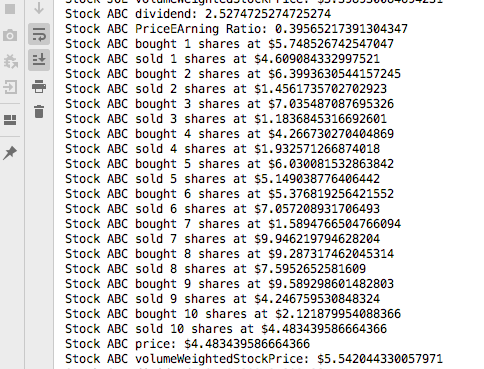 Stock ABC dividend: 2.5274725274725274
Stock ABC PriceEArning Ratio: 0.39565217391304347
Stock ABC bought 1 shares at $5.748526742547047
Stock ABC sold 1 shares at $4.609084332997521
Stock ABC bought 2 shares at $6.3993630544157245
Stock ABC sold 2 shares at $1.4561735702702923
Stock ABC bought 3 shares at $7.035487087695326
Stock ABC sold 3 shares at $1.1836845316692601
Stock ABC bought 4 shares at $4.266730270404869
Stock ABC sold 4 shares at $1.932571266874018
Stock ABC bought 5 shares at $6.030081532863842
Stock ABC sold 5 shares at $5.149038776406442
Stock ABC bought 6 shares at $5.376819256421552
Stock ABC sold 6 shares at $7.057208931706493
Stock ABC bought 7 shares at $1.5894766504766094
Stock ABC sold 7 shares at $9.946219794628204
Stock ABC bought 8 shares at $9.287317462045314
Stock ABC sold 8 shares at $7.5952652581609
Stock ABC bought 9 shares at $9.589298601482803
Stock ABC sold 9 shares at $4.246759530848324
Stock ABC bought 10 shares at $2.121879954088366
Stock ABC sold 10 shares at $4.483439586664366
Stock ABC price: $4.483439586664366
Stock ABC volumeWeightedStockPrice: $5.542044330057971